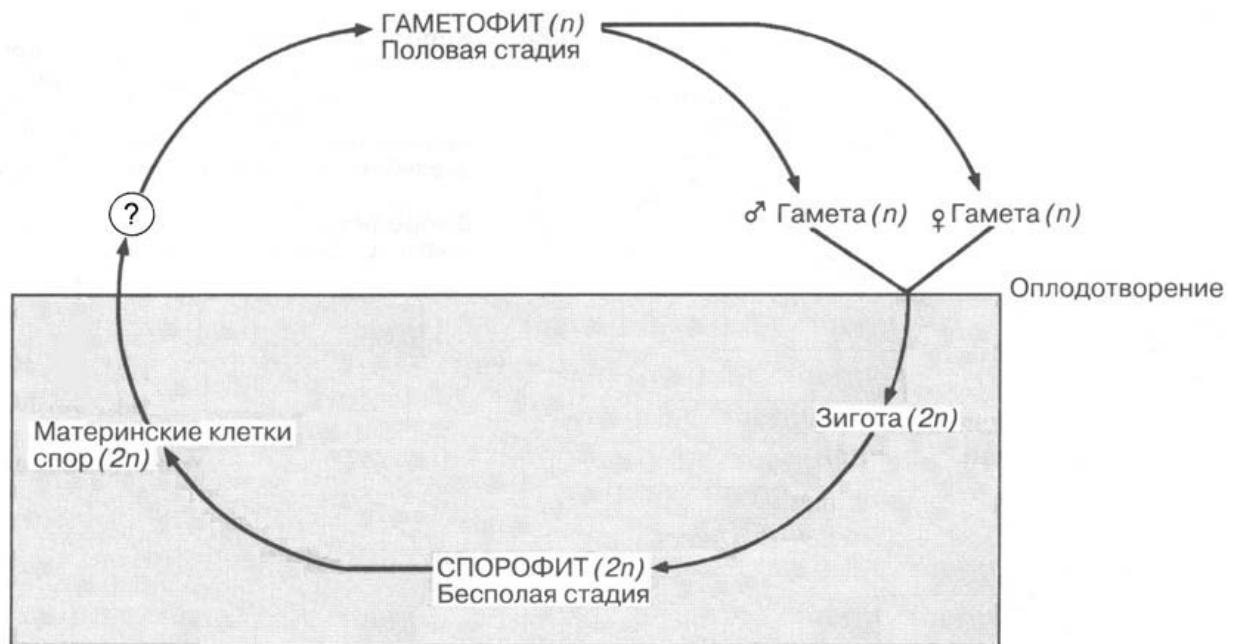 ГАМЕТОФИТ (n)
Половая стадия
?
♂ Гамета (n) ♀ Гамета (n)
Оплодотворение
Зигота (2n)
Материнские клетки
спор (2n)
СПОРОФИТ (2n)
Бесполая стадия